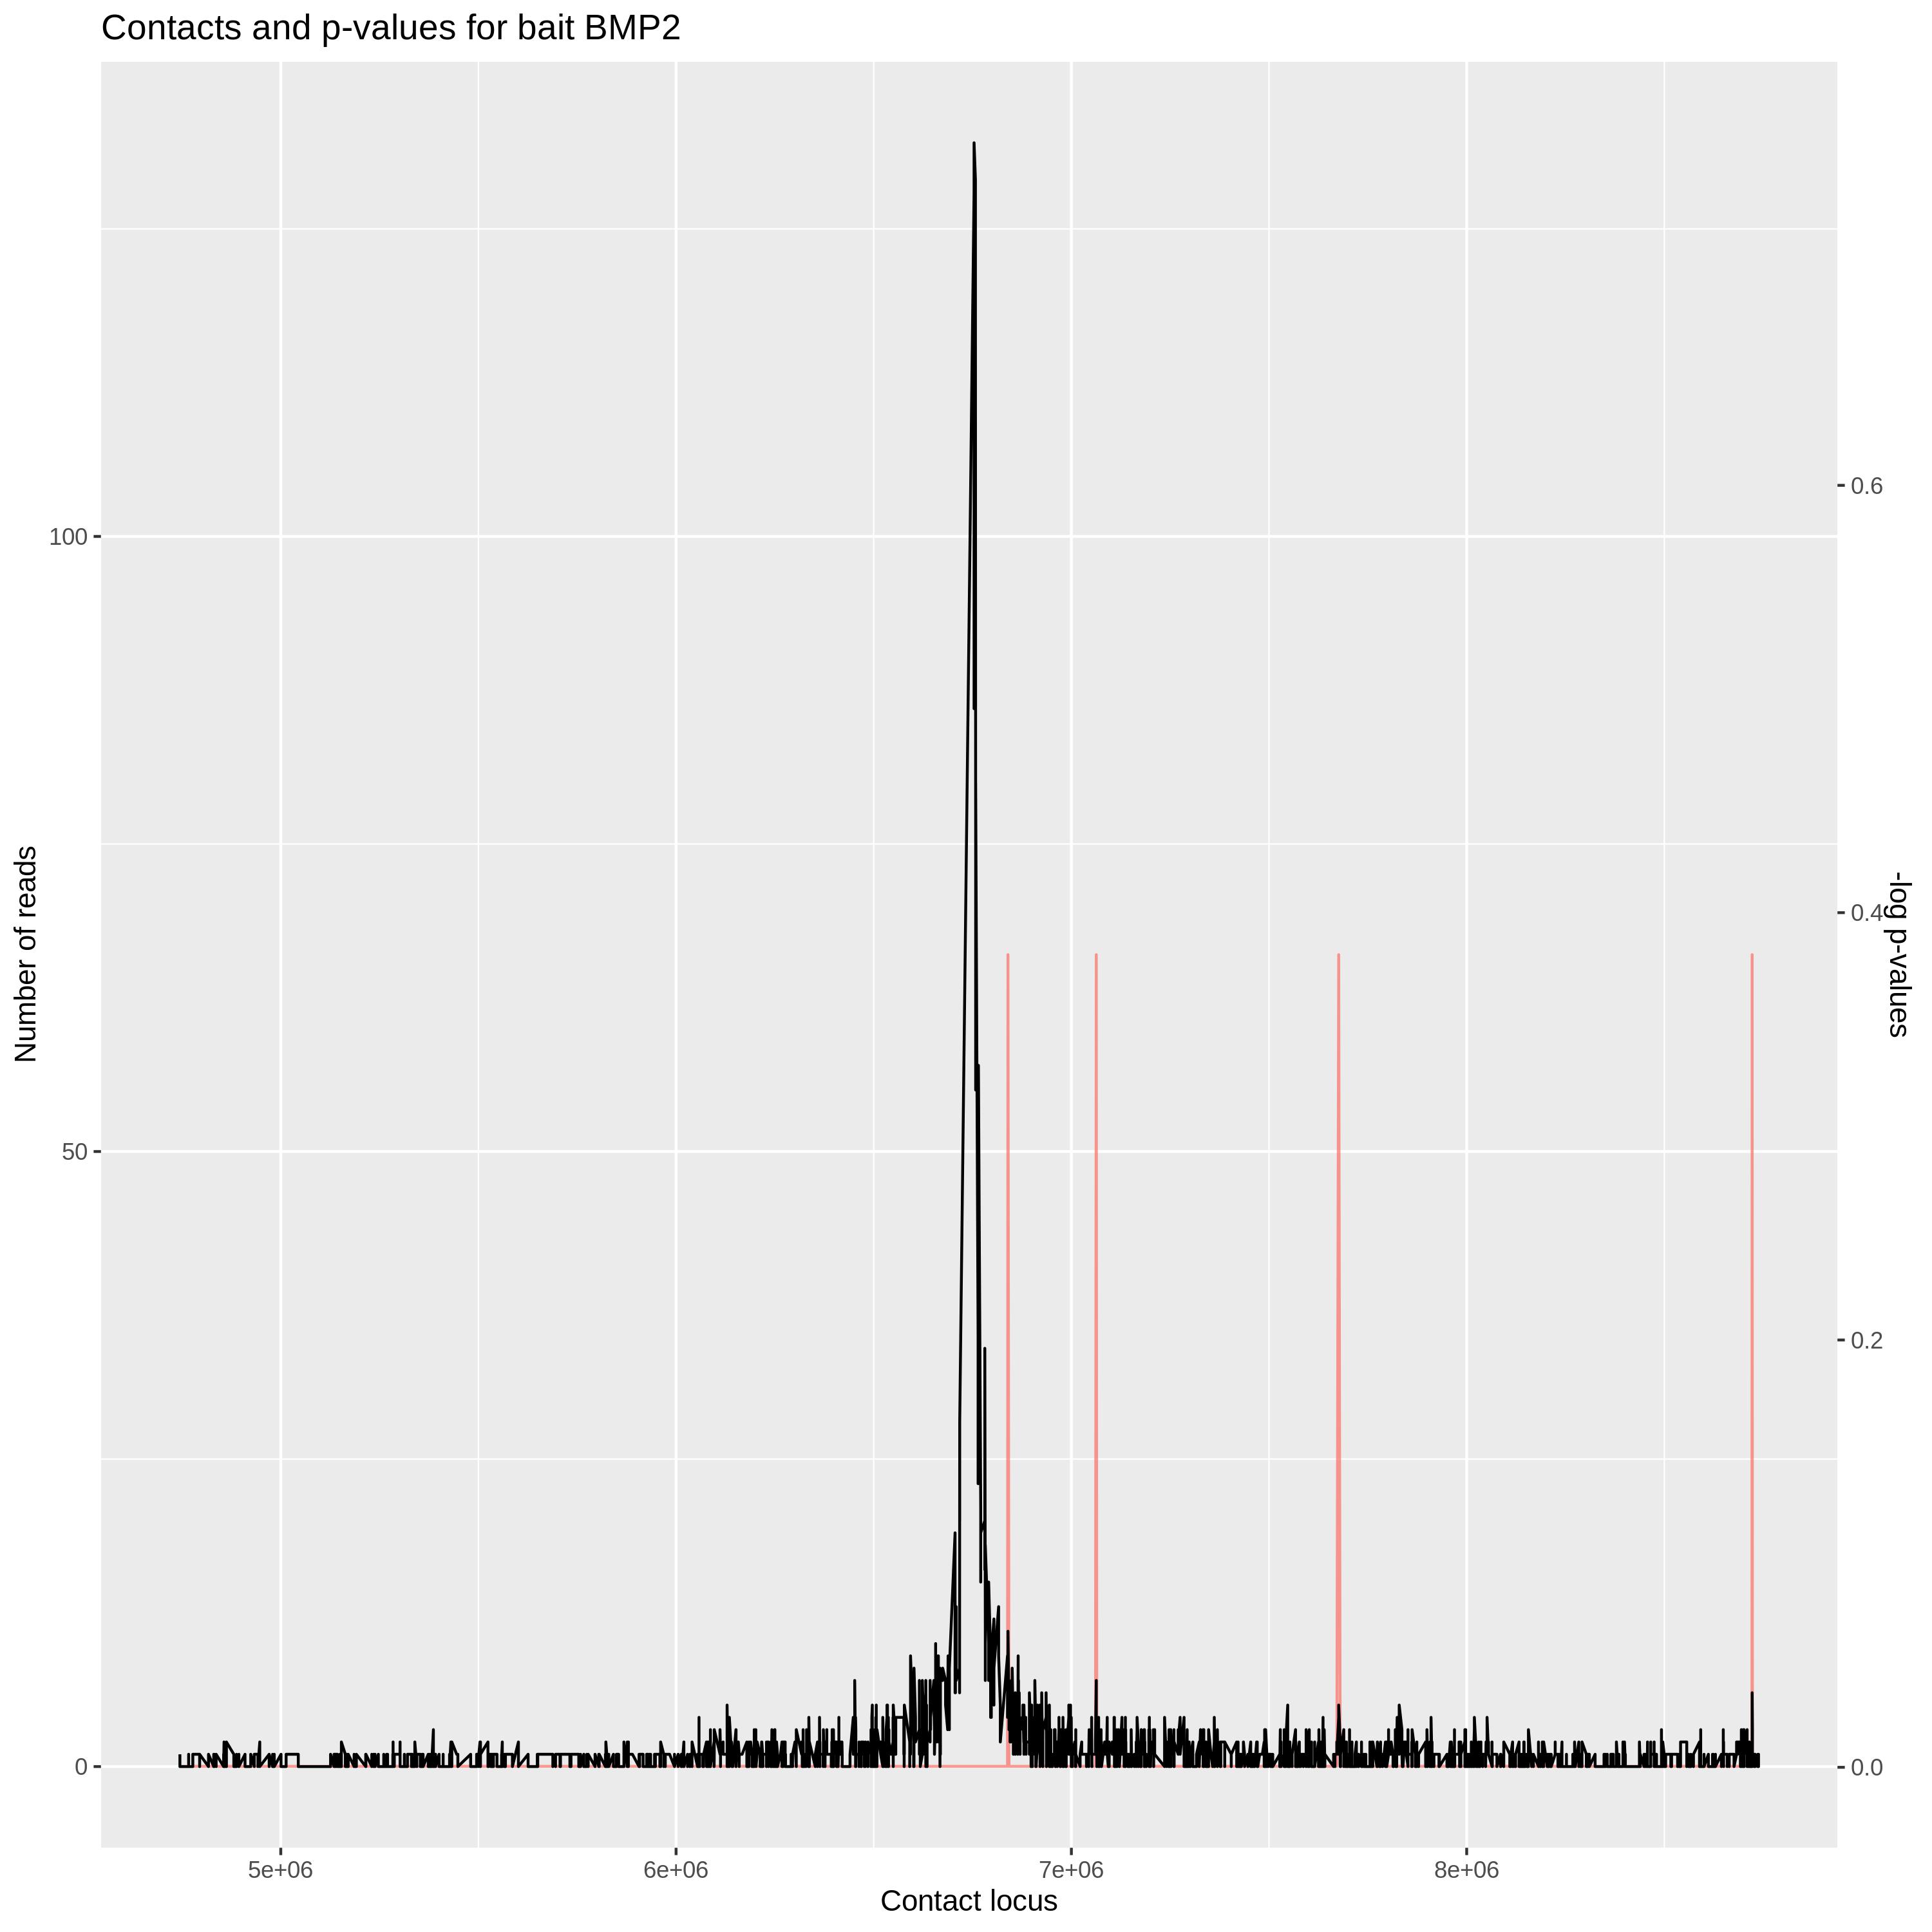 Contacts and p-values for bait BMP2
Number of reads
100
50
0
0.6
0.4
0.2
0.0
-log p-values
5e+06 6e+06 7e+06 8e+06
Contact locus